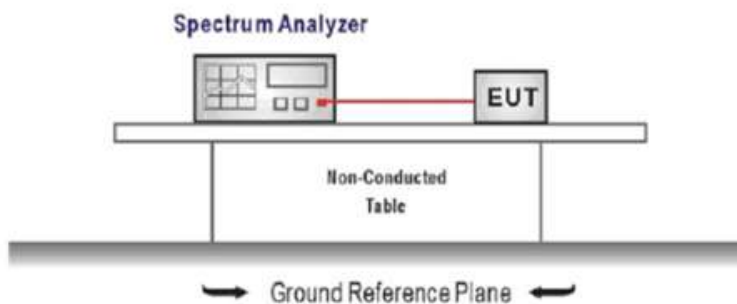 Spectrum Analyzer
EUT
Non-Conducted
Table
Ground Reference Plane